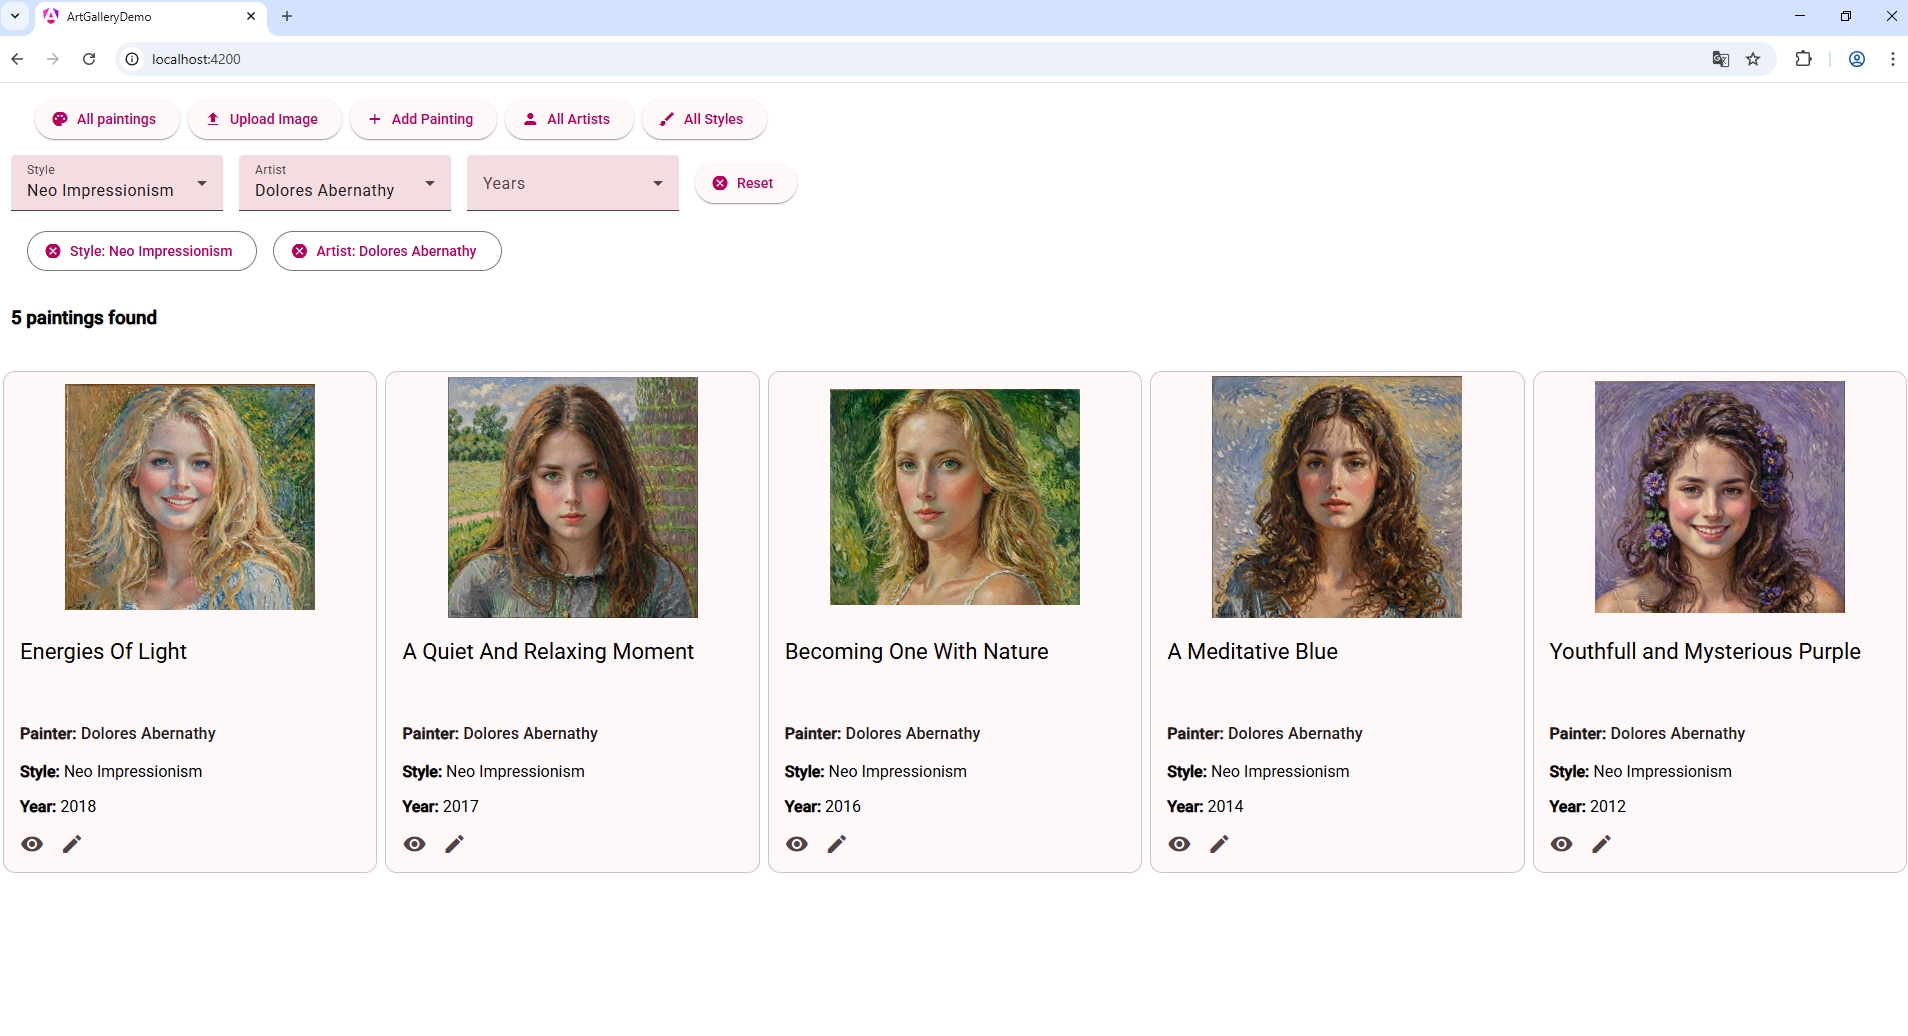 ArtGalleryDemo
localhost:4200
All paintings Upload Image Add Painting All Artists All Styles
Style Artist
Neo Impressionism Dolores Abernathy Years Reset
Style: Neo Impressionism Artist: Dolores Abernathy
5 paintings found
Energies Of Light
Painter: Dolores Abernathy
Style: Neo Impressionism
Year: 2018
A Quiet And Relaxing Moment
Painter: Dolores Abernathy
Style: Neo Impressionism
Year: 2017
Becoming One With Nature
Painter: Dolores Abernathy
Style: Neo Impressionism
Year: 2016
A Meditative Blue
Painter: Dolores Abernathy
Style: Neo Impressionism
Year: 2014
Youthfull and Mysterious Purple
Painter: Dolores Abernathy
Style: Neo Impressionism
Year: 2012